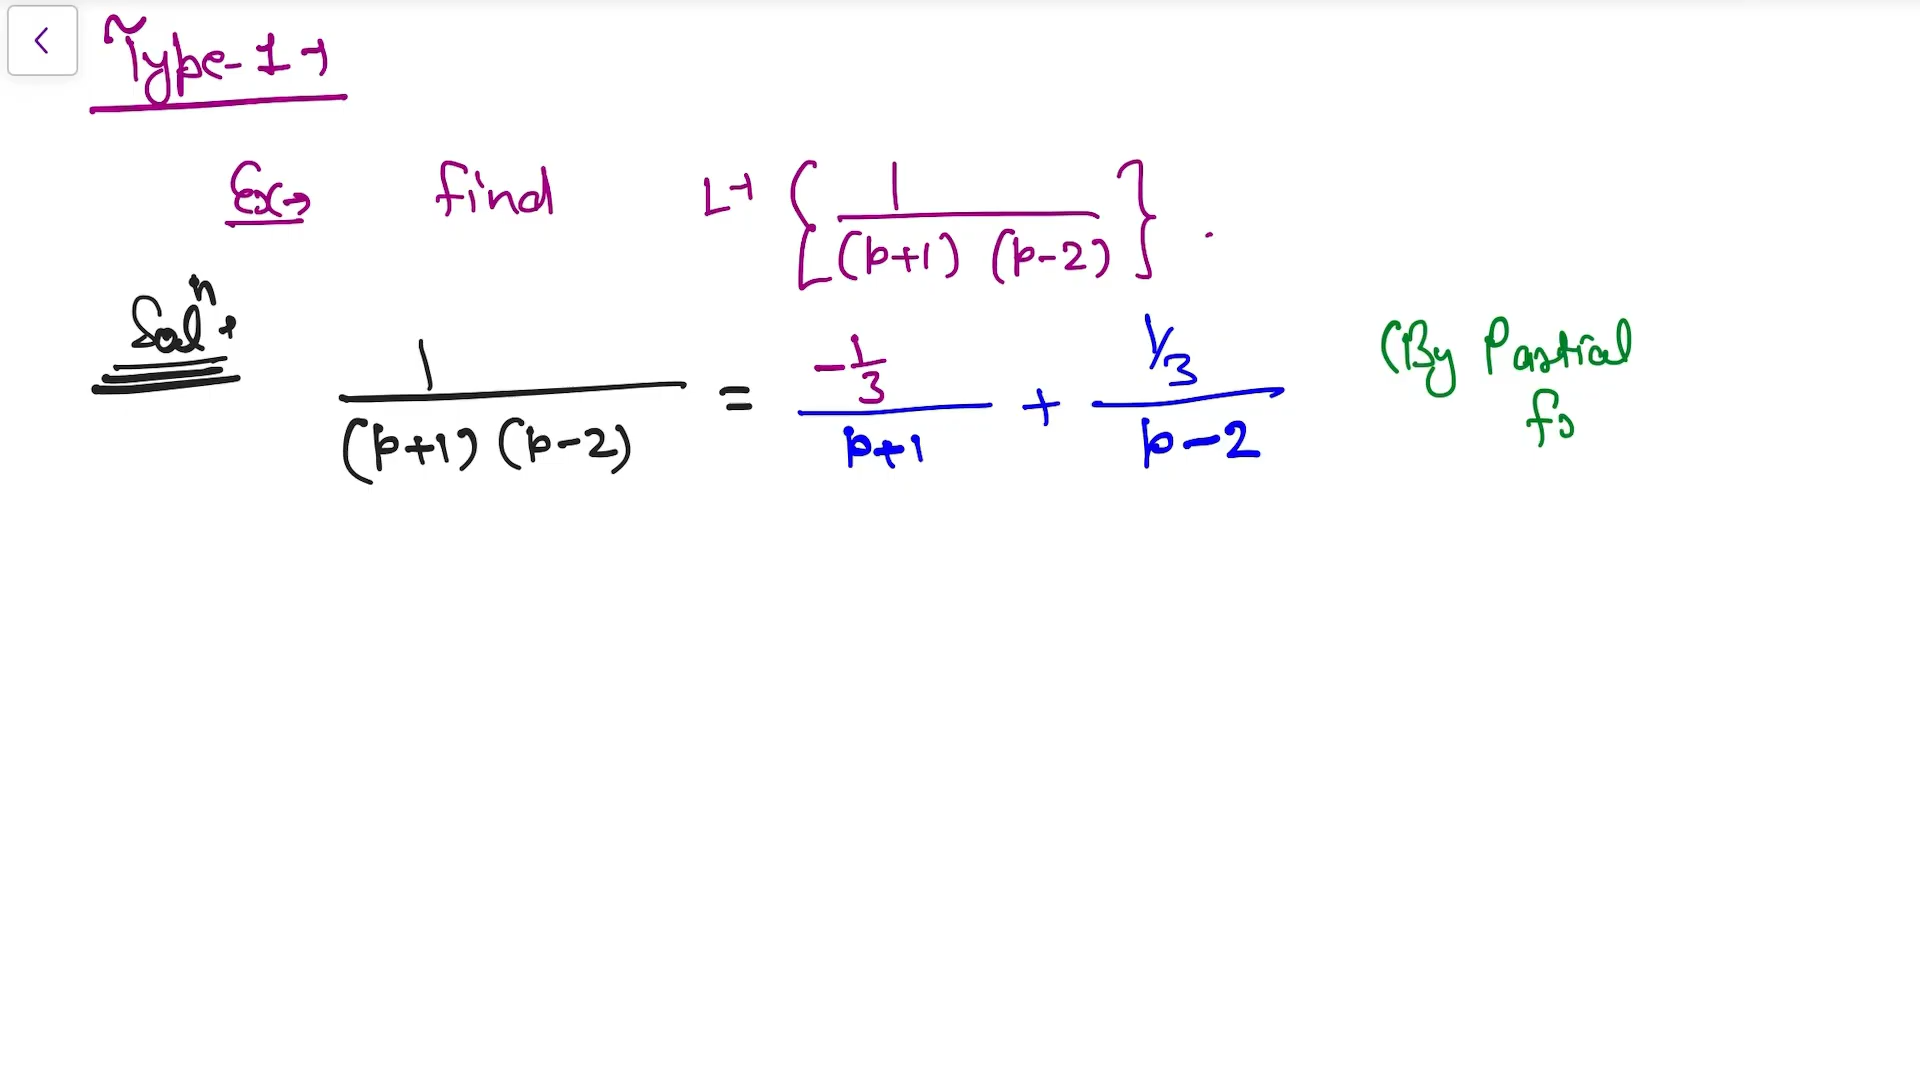 Type-1→
Ex→ find L⁻¹ { 1 / (p+1) (p-2) } .
Solⁿ→
1 / (p+1) (p-2) = -1/3 / p+1 + 1/3 / p-2 (By Partial
fr